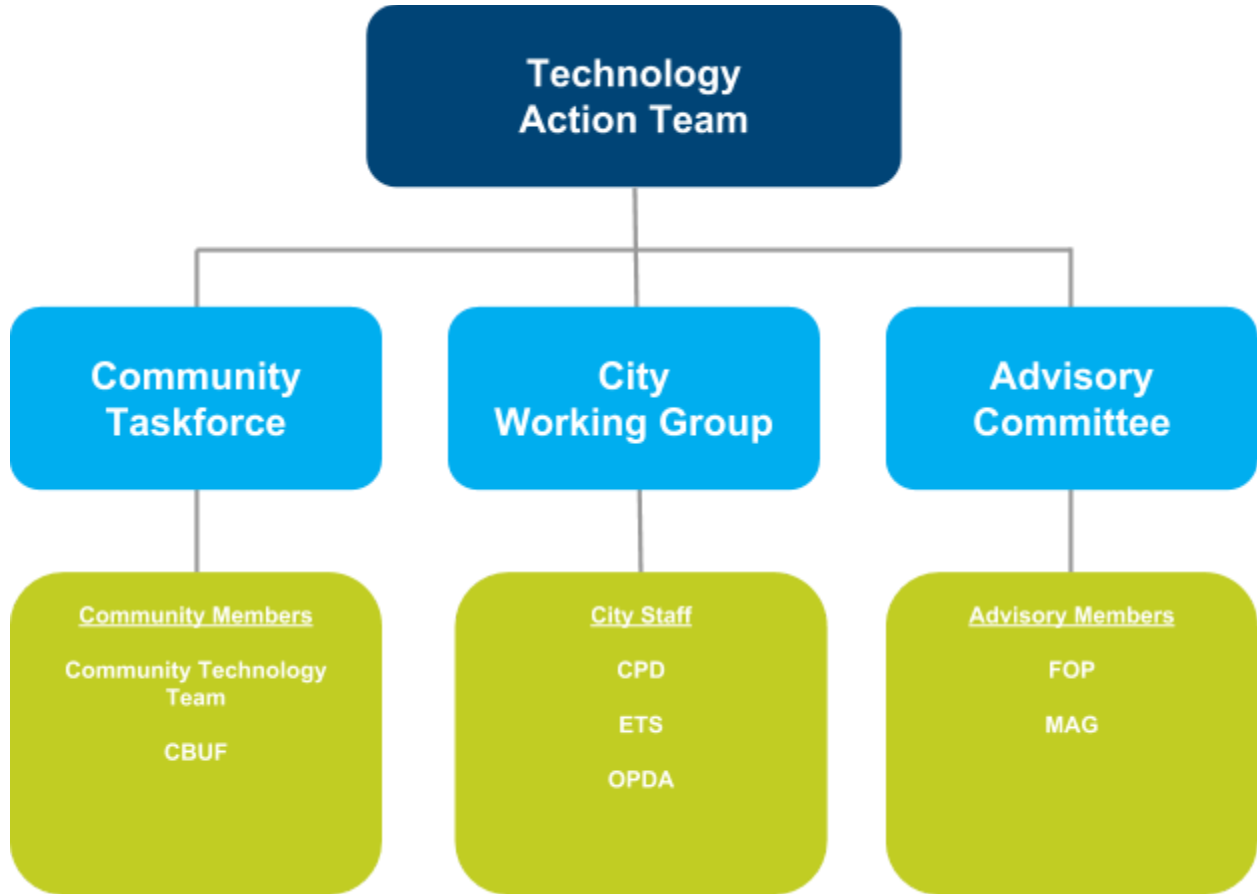 Technology
Action Team
Community
Taskforce
City
Working Group
Advisory
Committee
Community Members
Community Technology
Team
CBUF
City Staff
CPD
ETS
OPDA
Advisory Members
FOP
MAG